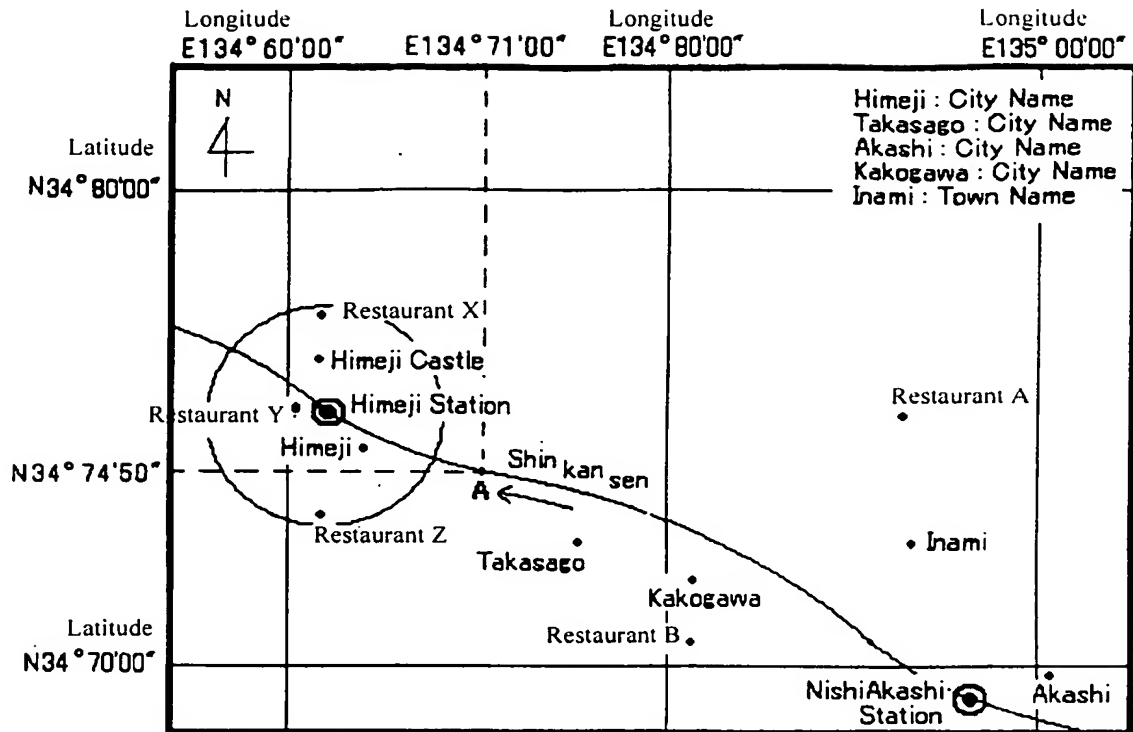 Longitude
E134°60'00"
E134°71'00"
Longitude
E134°80'00"
Longitude
E135°00'00"
N
Himeji : City Name
Takasago : City Name
Akashi : City Name
Kakogawa : City Name
Inami : Town Name
Latitude
N34°80'00"
Restaurant X
Himeji Castle
Restaurant Y
Himeji Station
Restaurant A
Himeji
N34°74'50"
Shin kan sen
A
Restaurant Z
Takasago
Inami
Kakogawa
Latitude
N34°70'00"
Restaurant B
NishiAkashi
Station
Akashi